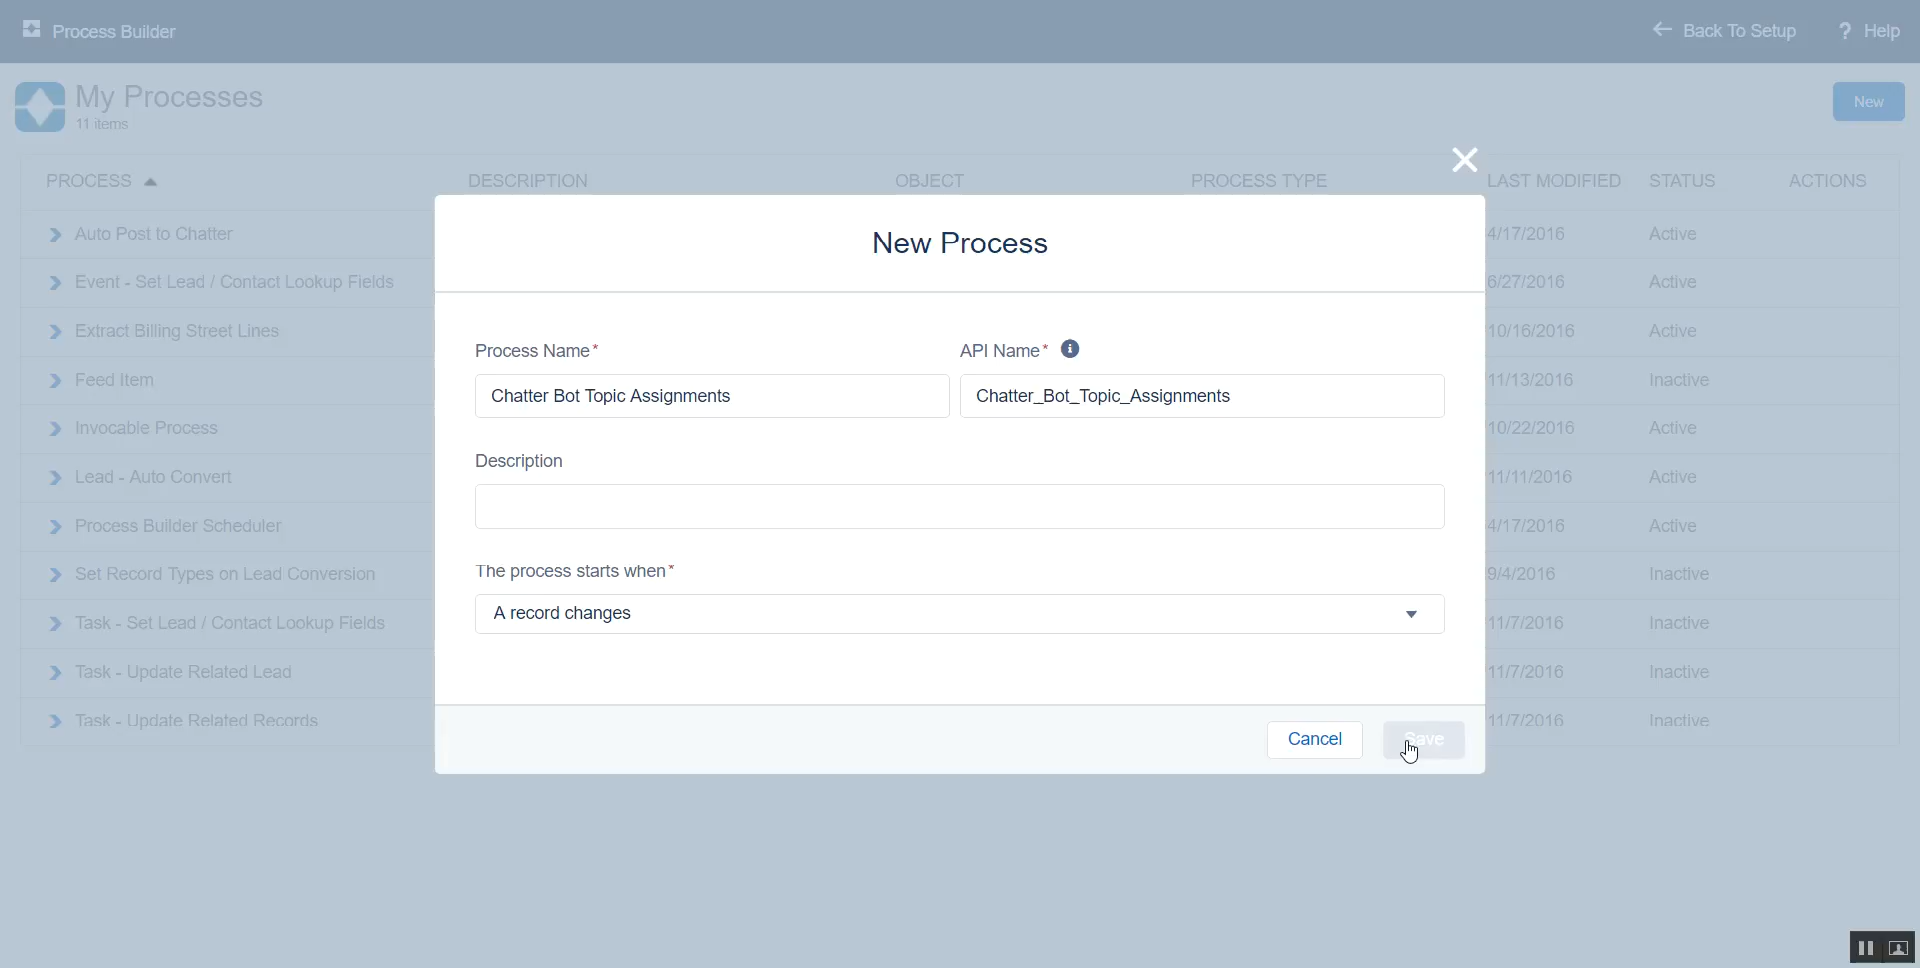 Process Builder
Back To Setup
? Help
My Processes
11 items
New
PROCESS DESCRIPTION OBJECT PROCESS TYPE LAST MODIFIED STATUS ACTIONS
Auto Post to Chatter 4/17/2016 Active
Event - Set Lead / Contact Lookup Fields 6/27/2016 Active
Extract Billing Street Lines 10/16/2016 Active
Feed Item 11/13/2016 Inactive
Invocable Process 10/22/2016 Active
Lead - Auto Convert 11/11/2016 Active
Process Builder Scheduler 4/17/2016 Active
Set Record Types on Lead Conversion 9/4/2016 Inactive
Task - Set Lead / Contact Lookup Fields 11/7/2016 Inactive
Task - Update Related Lead 11/7/2016 Inactive
Task - Update Related Records 11/7/2016 Inactive
New Process
Process Name*
API Name*
Chatter Bot Topic Assignments
Chatter_Bot_Topic_Assignments
Description
The process starts when*
A record changes
Cancel
Save